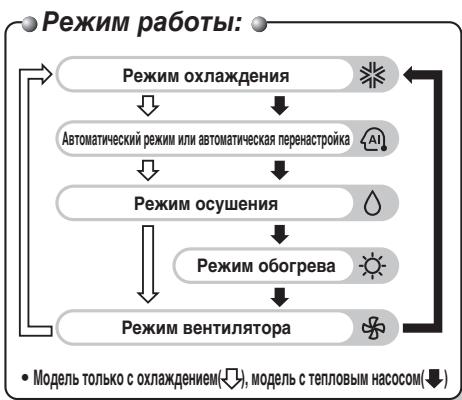 Режим работы:
Режим охлаждения
Автоматический режим или автоматическая перенастройка
AI
Режим осушения
Режим обогрева
Режим вентилятора
• Модель только с охлаждением(), модель с тепловым насосом()